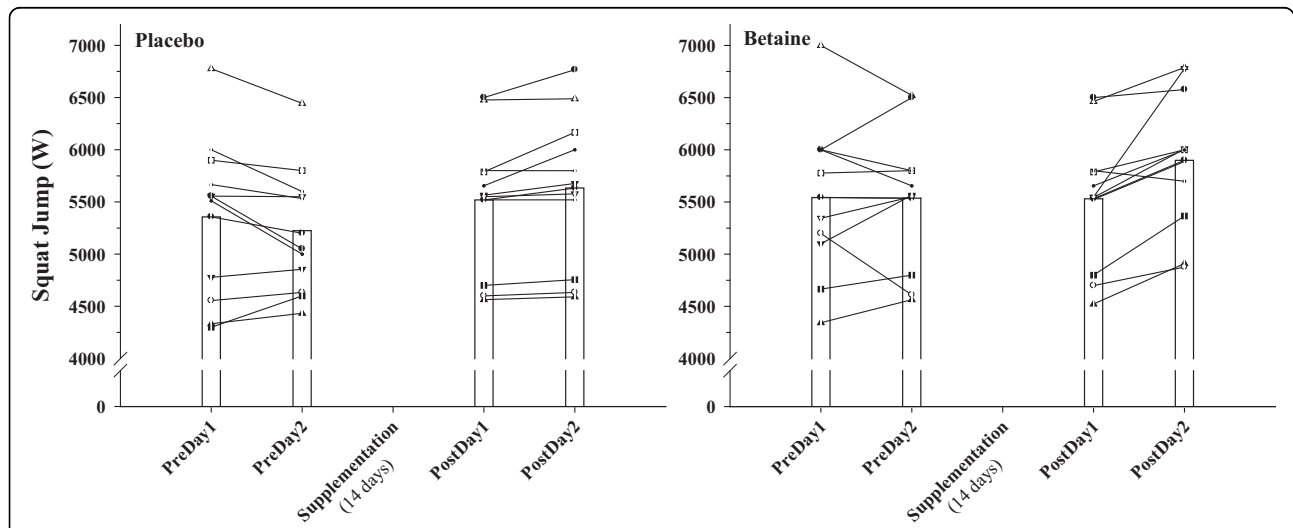 Placebo
Betaine
Squat Jump (W)
7000
6500
6000
5500
5000
4500
4000
0
PreDay1
PreDay2
Supplementation
(14 days)
PostDay1
PostDay2
7000
6500
6000
5500
5000
4500
4000
0
PreDay1
PreDay2
Supplementation
(14 days)
PostDay1
PostDay2